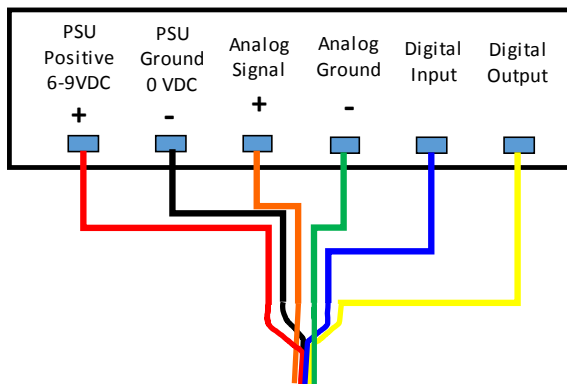 PSU
Positive
6-9VDC
+
PSU
Ground
0 VDC
-
Analog
Signal
+
Analog
Ground
-
Digital
Input
Digital
Output